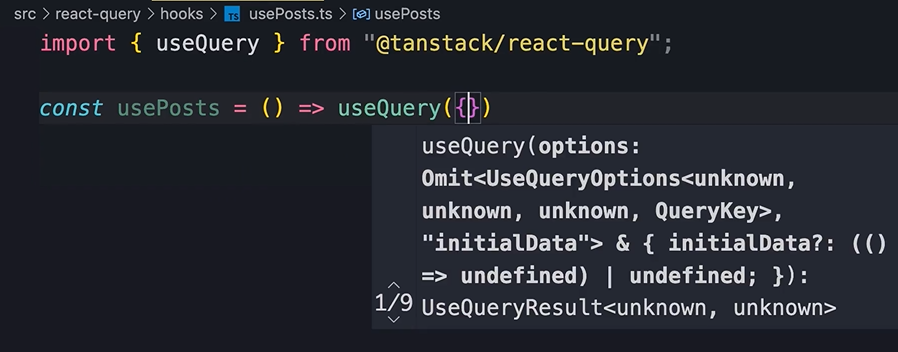 src > react-query > hooks > TS usePosts.ts > usePosts
import { useQuery } from "@tanstack/react-query";
const usePosts = () => useQuery({})
useQuery(options:
Omit<UseQueryOptions<unknown,
unknown, unknown, QueryKey>,
"initialData"> & { initialData?: (()
=> undefined) | undefined; }):
1/9 UseQueryResult<unknown, unknown>